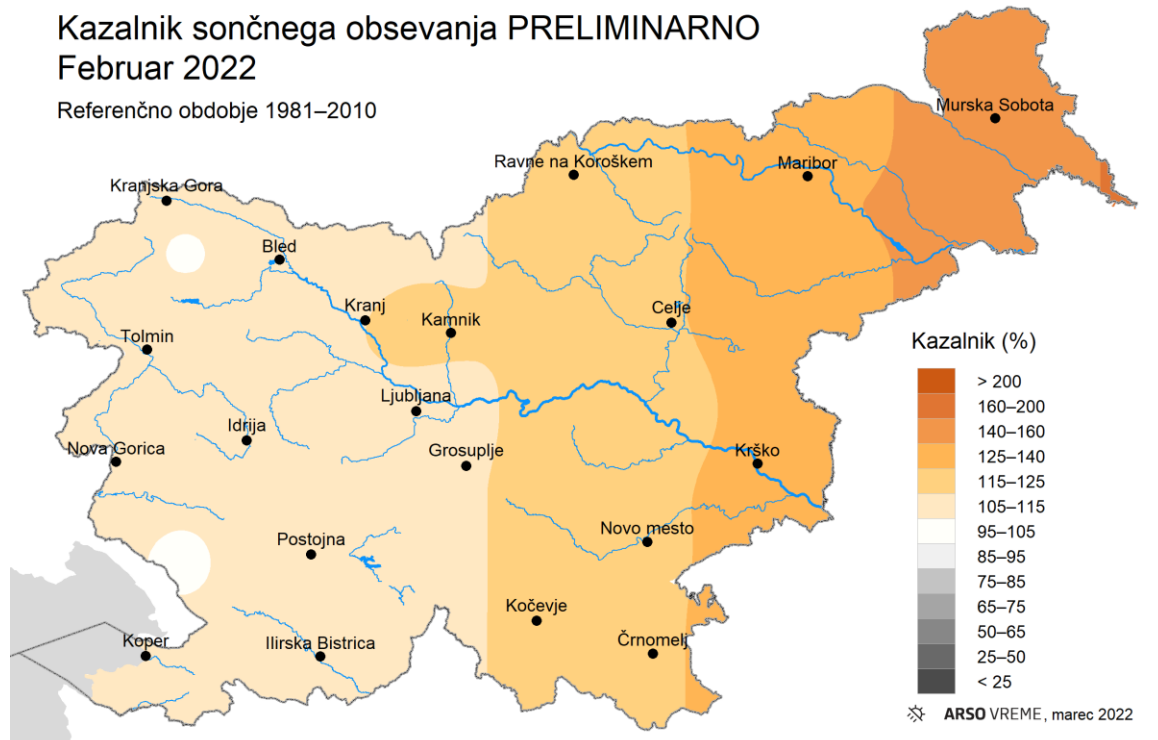 Kazalnik sončnega obsevanja PRELIMINARNO
Februar 2022
Referenčno obdobje 1981–2010
Murska Sobota
Ravne na Koroškem
Maribor
Kranjska Gora
Bled
Kranj
Kamnik
Celje
Tolmin
Ljubljana
Idrija
Nova Gorica
Grosuplje
Krško
Postojna
Novo mesto
Kočevje
Koper
Ilirska Bistrica
Črnomelj
Kazalnik (%)
> 200
160–200
140–160
125–140
115–125
105–115
95–105
85–95
75–85
65–75
50–65
25–50
< 25
ARSO VREME, marec 2022